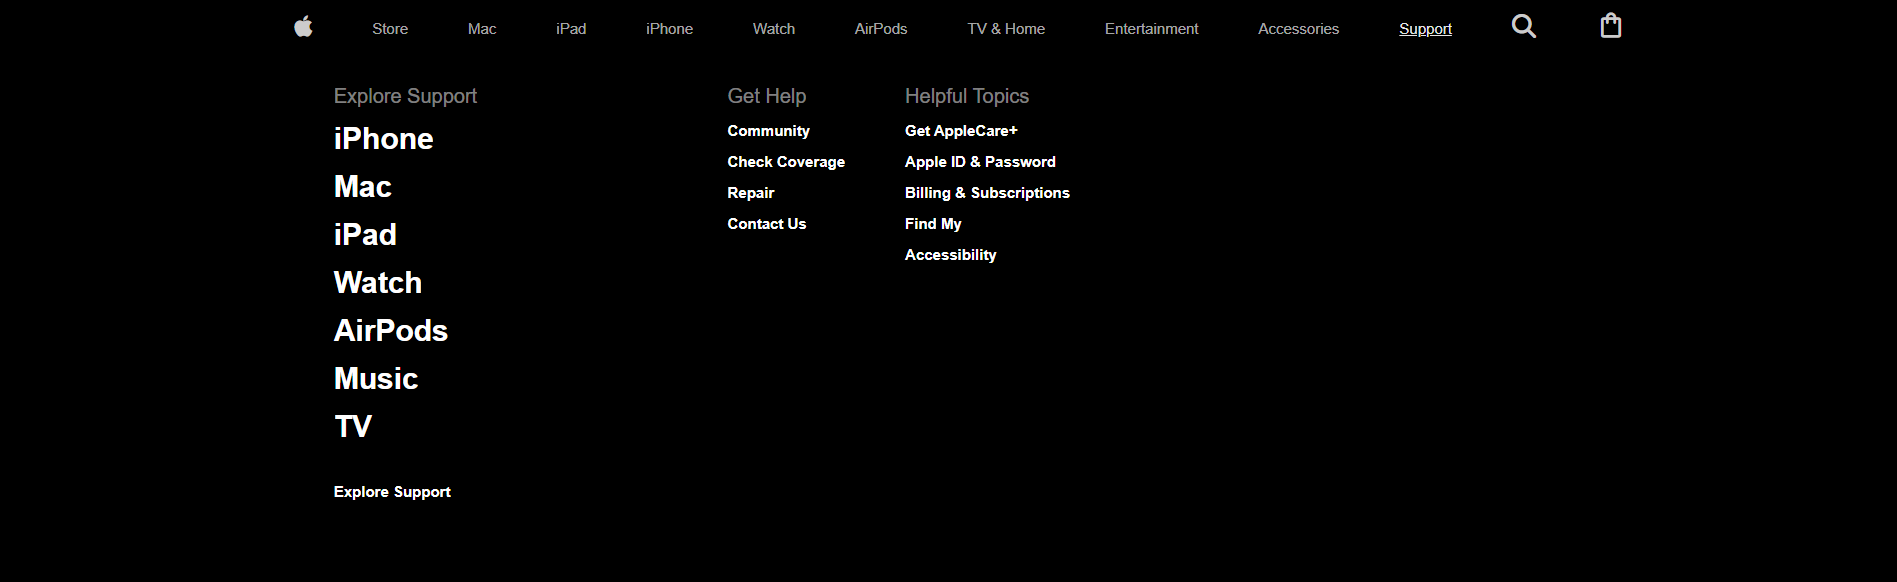 Store Mac iPad iPhone Watch AirPods TV & Home Entertainment Accessories Support
Explore Support
iPhone
Mac
iPad
Watch
AirPods
Music
TV
Explore Support
Get Help
Community
Check Coverage
Repair
Contact Us
Helpful Topics
Get AppleCare+
Apple ID & Password
Billing & Subscriptions
Find My
Accessibility